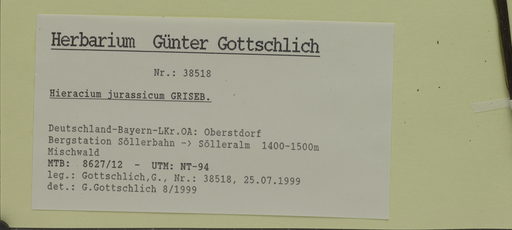 Herbarium Günter Gottschlich
Nr.: 38518
Hieracium jurassicum GRISEB.
Deutschland-Bayern-LKr.OA: Oberstdorf
Bergstation Söllerbahn -> Sölleralm 1400-1500m
Mischwald
MTB: 8627/12 - UTM: NT-94
leg.: Gottschlich,G., Nr.: 38518, 25.07.1999
det.: G.Gottschlich 8/1999